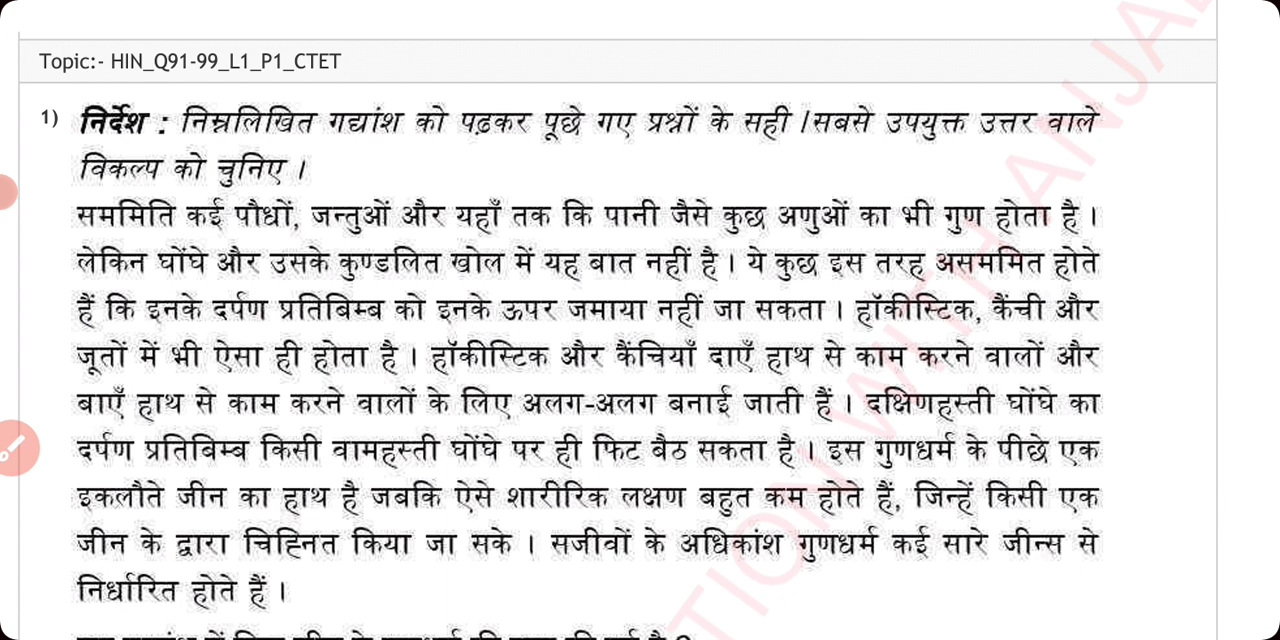 Topic:- HIN_Q91-99_L1_P1_CTET
1) निर्देश : निम्नलिखित गद्यांश को पढ़कर पूछे गए प्रश्नों के सही /सबसे उपयुक्त उत्तर वाले
विकल्प को चुनिए ।
सममिति कई पौधों, जन्तुओं और यहाँ तक कि पानी जैसे कुछ अणुओं का भी गुण होता है ।
लेकिन घोंघे और उसके कुण्डलित खोल में यह बात नहीं है । ये कुछ इस तरह असममित होते
हैं कि इनके दर्पण प्रतिबिम्ब को इनके ऊपर जमाया नहीं जा सकता । हॉकीस्टिक, कैंची और
जूतों में भी ऐसा ही होता है । हॉकीस्टिक और कैंचियाँ दाएँ हाथ से काम करने वालों और
बाएँ हाथ से काम करने वालों के लिए अलग-अलग बनाई जाती हैं । दक्षिणहस्ती घोंघे का
दर्पण प्रतिबिम्ब किसी वामहस्ती घोंघे पर ही फिट बैठ सकता है । इस गुणधर्म के पीछे एक
इकलौते जीन का हाथ है जबकि ऐसे शारीरिक लक्षण बहुत कम होते हैं, जिन्हें किसी एक
जीन के द्वारा चिह्नित किया जा सके । सजीवों के अधिकांश गुणधर्म कई सारे जीन्स से
निर्धारित होते हैं ।
TION WITH ANJAL